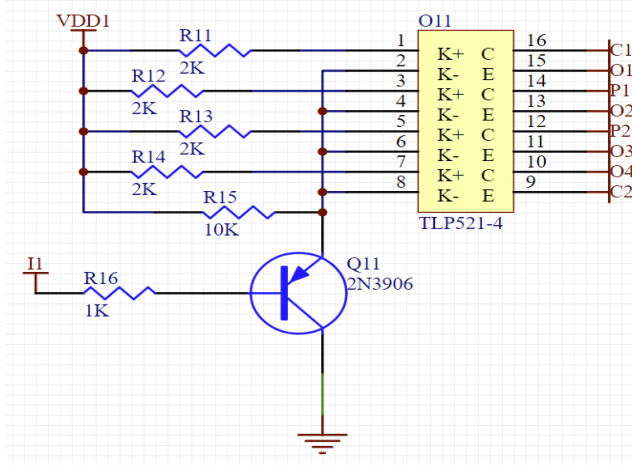 VDD1
O11
R11
2K
R12
2K
R13
2K
R14
2K
R15
10K
1
2
3
4
5
6
7
8
K+ C
K- E
K+ C
K- E
K+ C
K- E
K+ C
K- E
16
15
14
13
12
11
10
9
C1
O1
P1
O2
P2
O3
O4
C2
TLP521-4
I1
R16
1K
Q11
2N3906